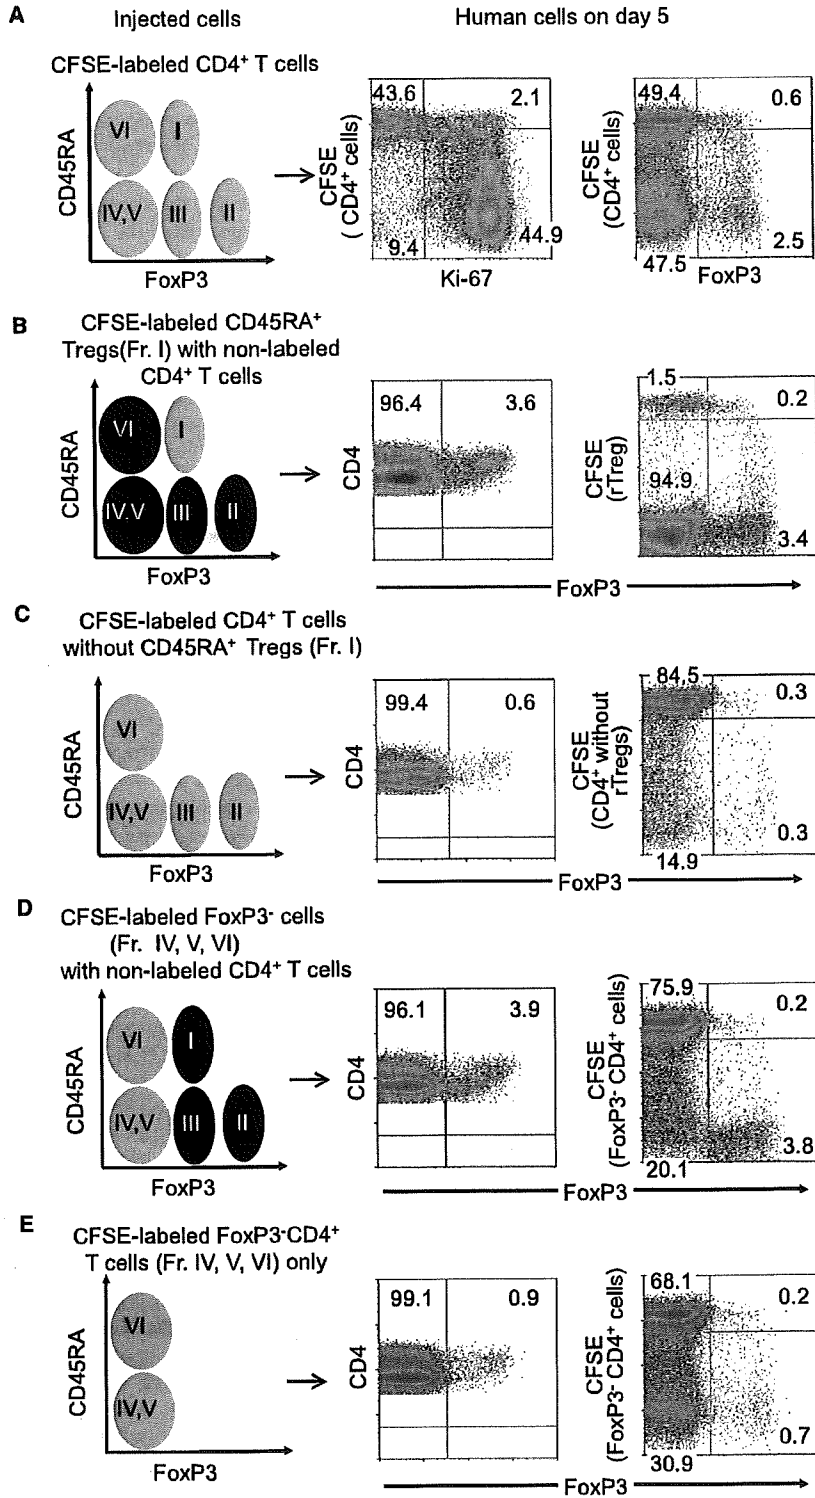 A
Injected cells
Human cells on day 5
CFSE-labeled CD4+ T cells
CD45RA
VI
I
IV,V
III
II
FoxP3
CFSE
( CD4+ cells)
43.6
2.1
9.4
44.9
Ki-67
CFSE
(CD4+ cells)
49.4
0.6
47.5
2.5
FoxP3
B
CFSE-labeled CD45RA+
Tregs(Fr. I) with non-labeled
CD4+ T cells
CD45RA
VI
I
IV,V
III
II
FoxP3
CD4
96.4
3.6
CFSE
(rTreg)
1.5
0.2
94.9
3.4
FoxP3
C
CFSE-labeled CD4+ T cells
without CD45RA+ Tregs (Fr. I)
CD45RA
VI
IV,V
III
II
FoxP3
CD4
99.4
0.6
CFSE
(CD4+ without
rTregs)
84.5
0.3
14.9
0.3
FoxP3
D
CFSE-labeled FoxP3- cells
(Fr. IV, V, VI)
with non-labeled CD4+ T cells
CD45RA
VI
I
IV,V
III
II
FoxP3
CD4
96.1
3.9
CFSE
(FoxP3- CD4+ cells)
75.9
0.2
20.1
3.8
FoxP3
E
CFSE-labeled FoxP3-CD4+
T cells (Fr. IV, V, VI) only
CD45RA
VI
IV,V
FoxP3
CD4
99.1
0.9
CFSE
(FoxP3- CD4+ cells)
68.1
0.2
30.9
0.7
FoxP3